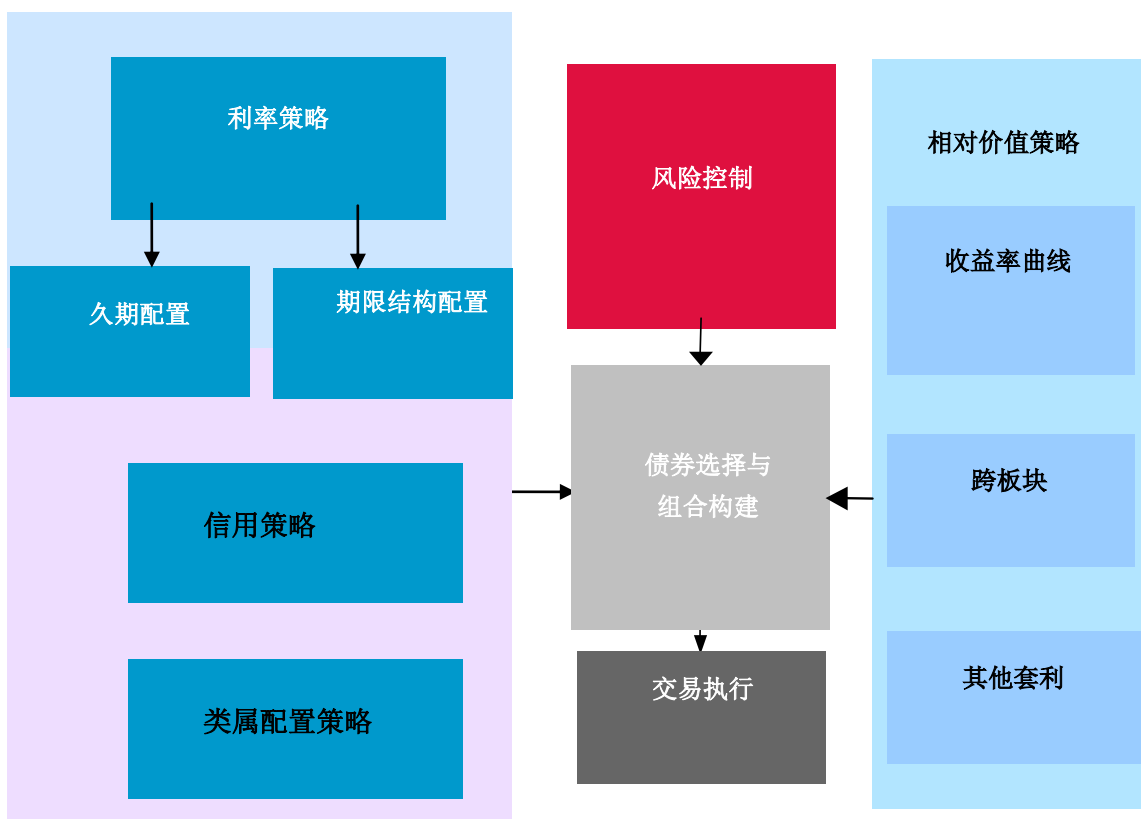 利率策略
久期配置
期限结构配置
信用策略
类属配置策略
风险控制
债券选择与
组合构建
交易执行
相对价值策略
收益率曲线
跨板块
其他套利